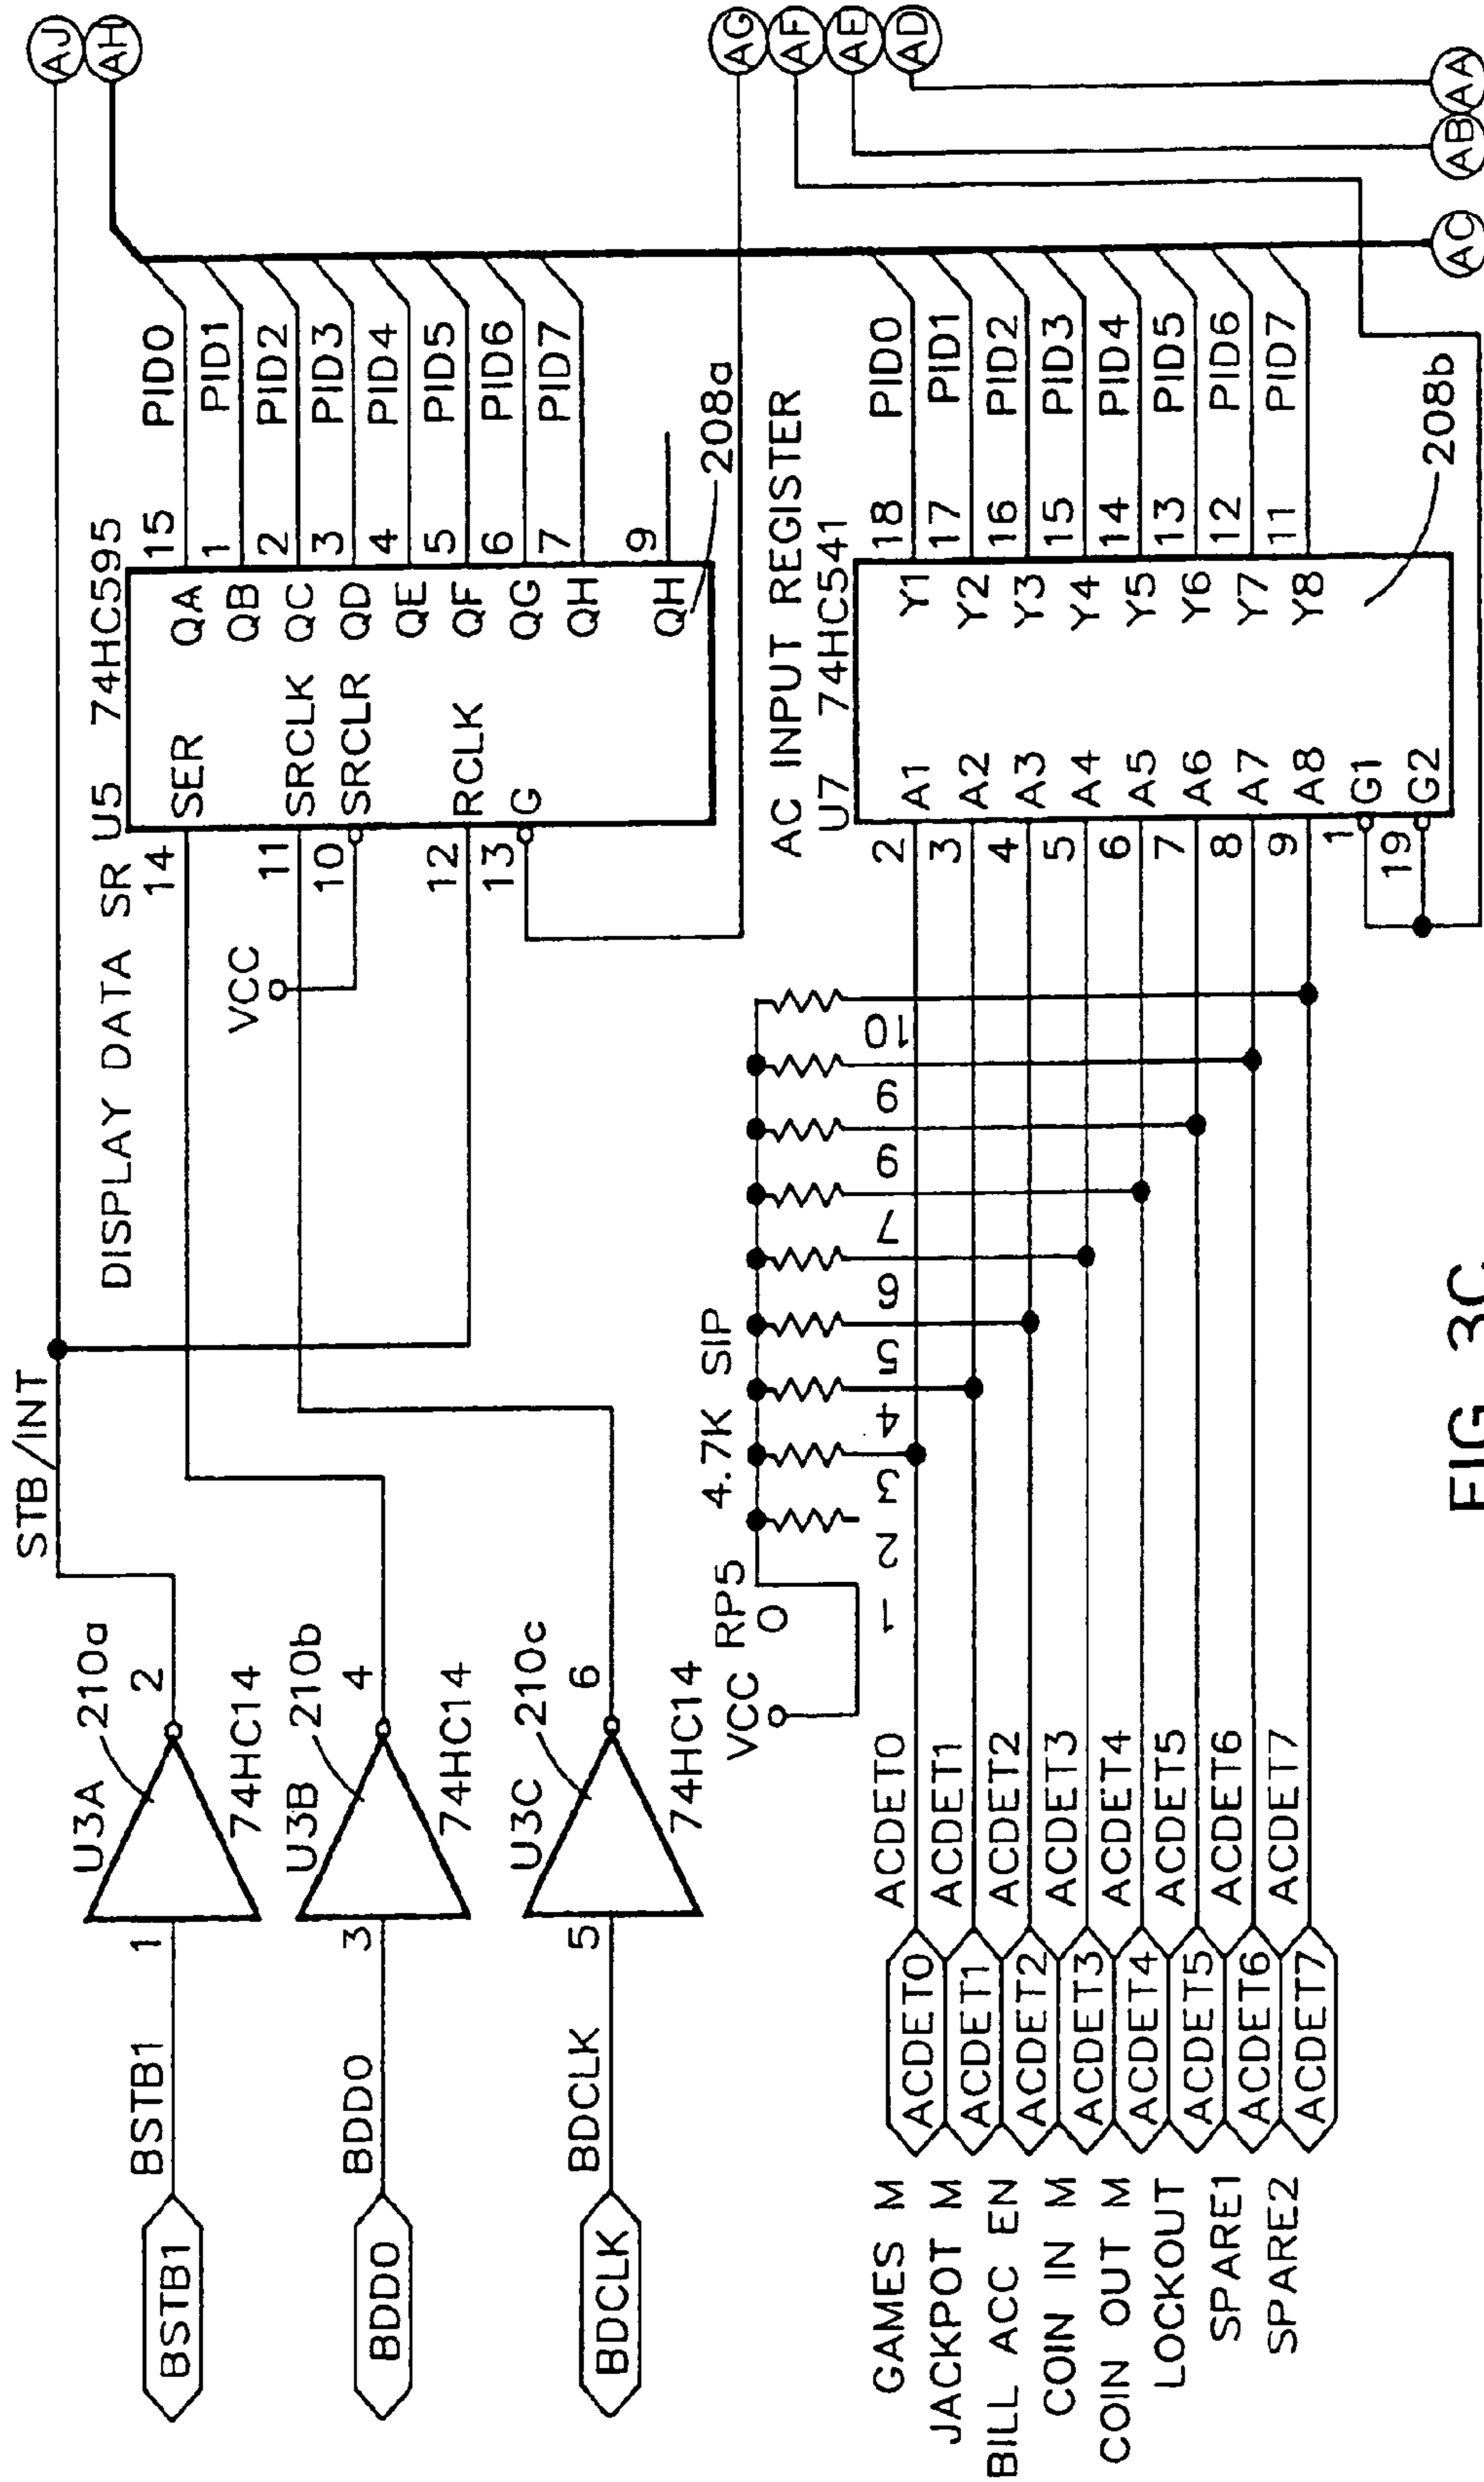 STB/INT
AJ
AH
BSTB1
BSTB1
1
U3A
210a
2
74HC14
BDD0
BDD0
3
U3B
210b
4
74HC14
BDCLK
BDCLK
5
U3C
210c
6
74HC14
DISPLAY DATA SR
U5 74HC595
VCC
14 SER QA 15 PID0
QB 1 PID1
11 SRCLK QC 2 PID2
10 SRCLR QD 3 PID3
QE 4 PID4
12 RCLK QF 5 PID5
13 G QG 6 PID6
QH 7 PID7
QH 9
208a
AG
AF
AE
AD
VCC RP5 4.7K SIP
0
1 2 3 4 5 6 7 9 9 10
AC INPUT REGISTER
U7 74HC541
GAMES M ACDET0 ACDET0 2 A1 Y1 18 PID0
JACKPOT M ACDET1 ACDET1 3 A2 Y2 17 PID1
BILL ACC EN ACDET2 ACDET2 4 A3 Y3 16 PID2
COIN IN M ACDET3 ACDET3 5 A4 Y4 15 PID3
COIN OUT M ACDET4 ACDET4 6 A5 Y5 14 PID4
LOCKOUT ACDET5 ACDET5 7 A6 Y6 13 PID5
SPARE1 ACDET6 ACDET6 8 A7 Y7 12 PID6
SPARE2 ACDET7 ACDET7 9 A8 Y8 11 PID7
1 G1
19 G2
208b
AC
AB
AA
FIG. 3C